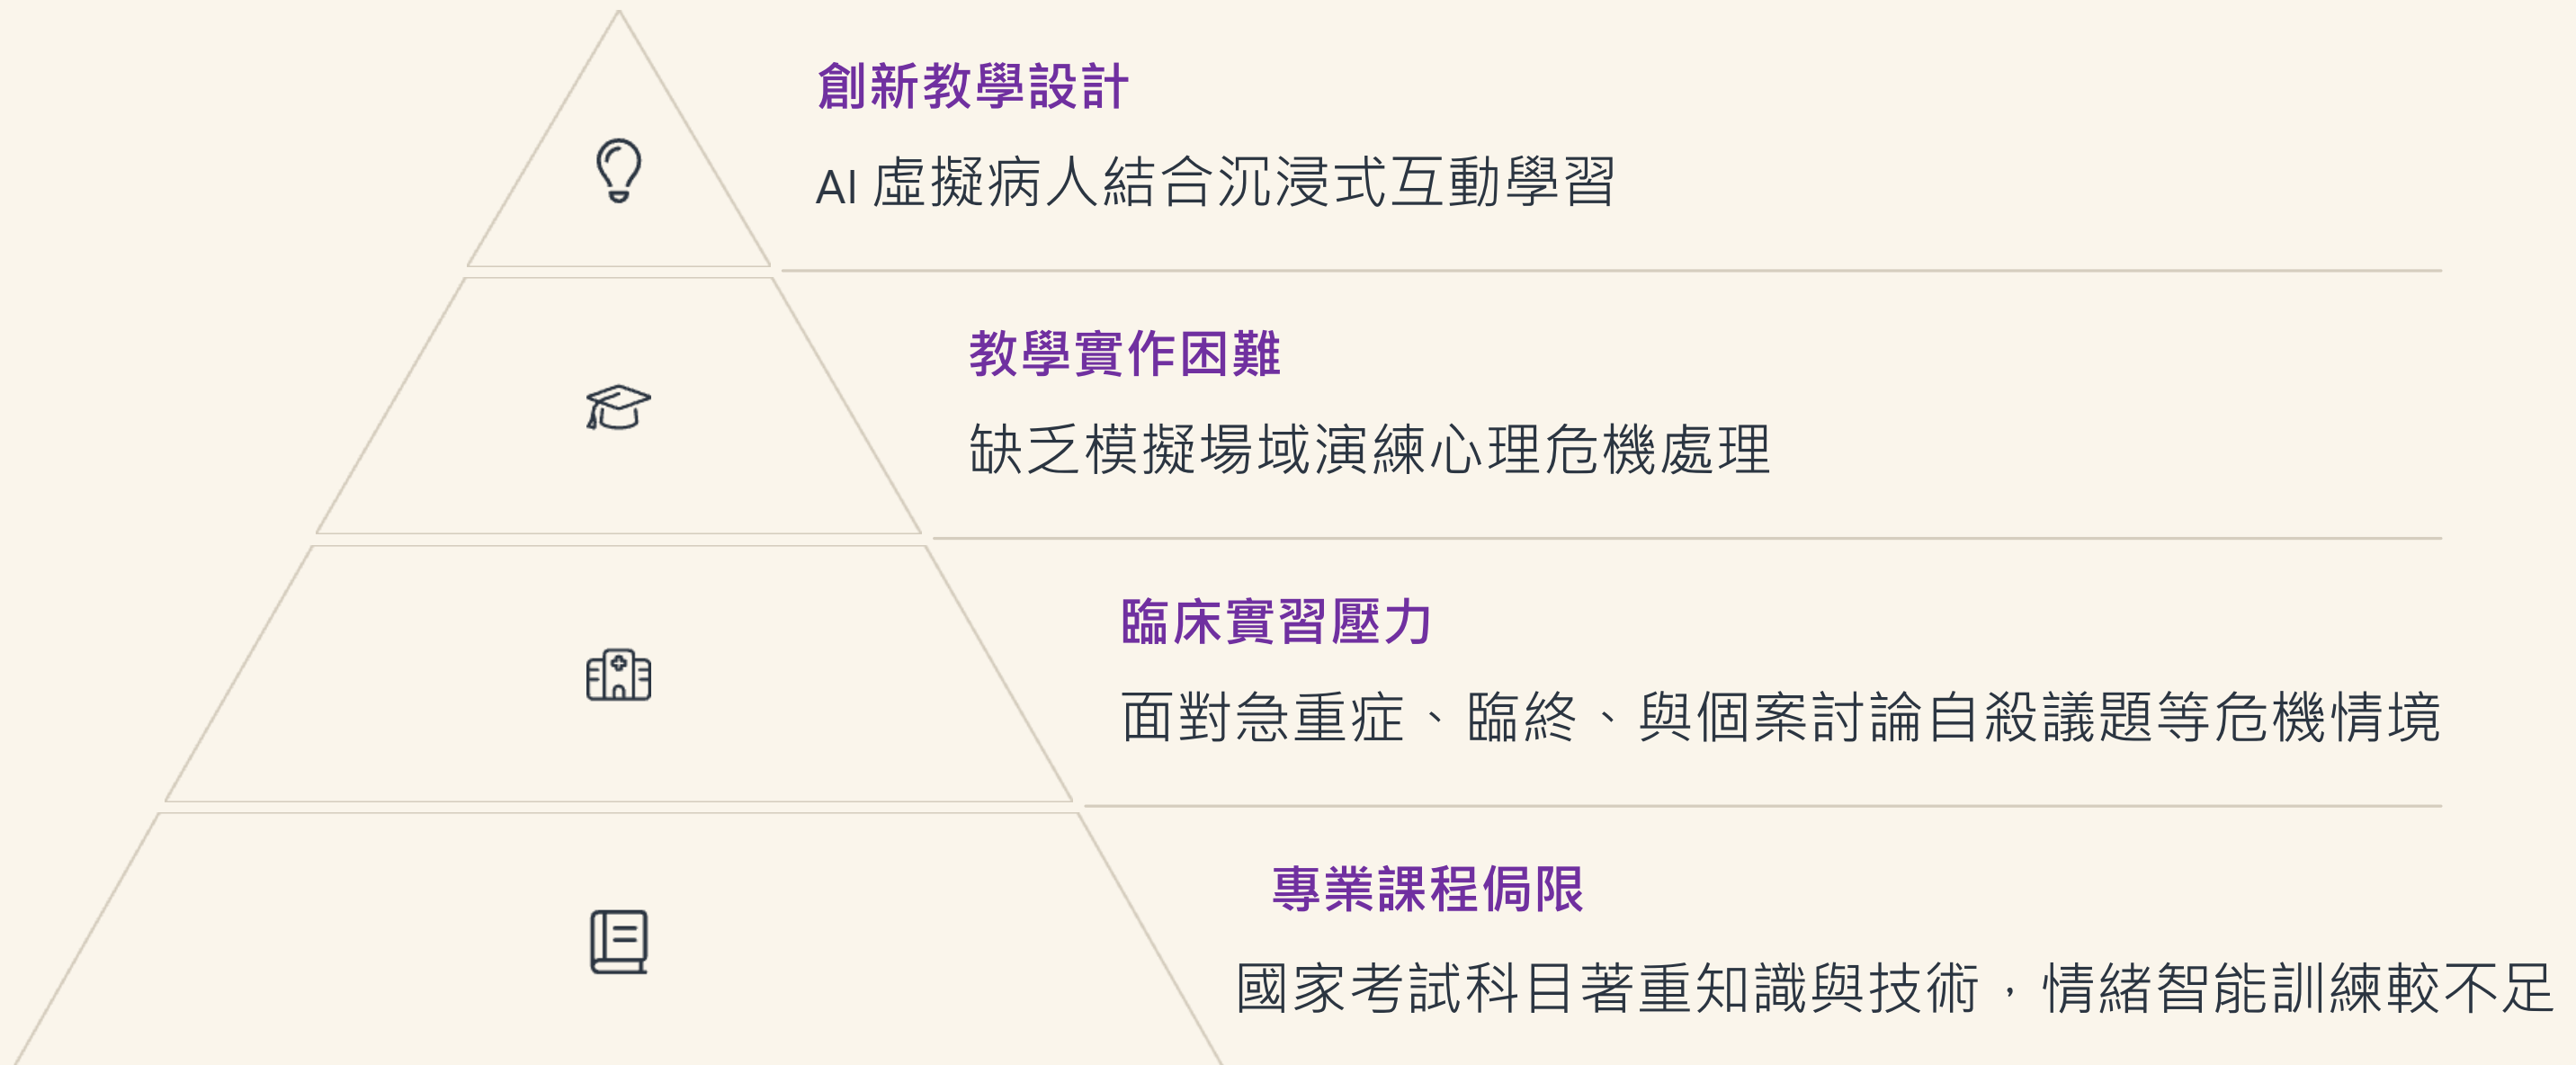 創新教學設計
AI 虛擬病人結合沉浸式互動學習
教學實作困難
缺乏模擬場域演練心理危機處理
臨床實習壓力
面對急重症、臨終、與個案討論自殺議題等危機情境
專業課程侷限
國家考試科目著重知識與技術，情緒智能訓練較不足